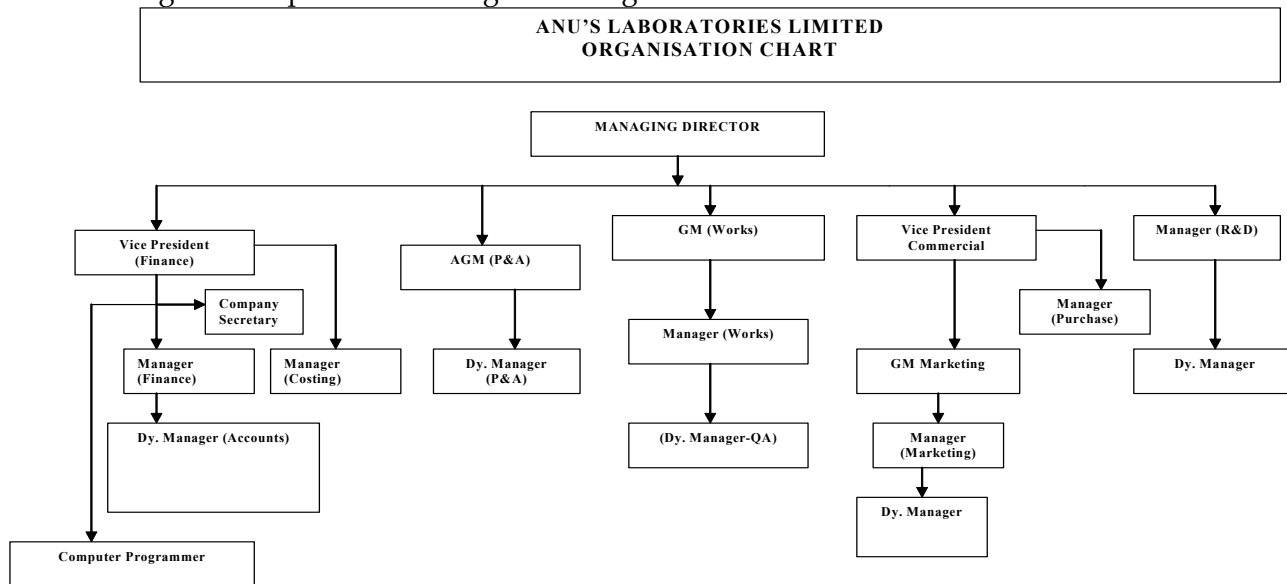 ANU'S LABORATORIES LIMITED
ORGANISATION CHART
MANAGING DIRECTOR
Vice President
(Finance)
AGM (P&A)
GM (Works)
Vice President
Commercial
Manager (R&D)
Company
Secretary
Manager
(Purchase)
Manager (Works)
Manager
(Finance)
Manager
(Costing)
Dy. Manager
(P&A)
GM Marketing
Dy. Manager
Dy. Manager (Accounts)
(Dy. Manager-QA)
Manager
(Marketing)
Dy. Manager
Computer Programmer